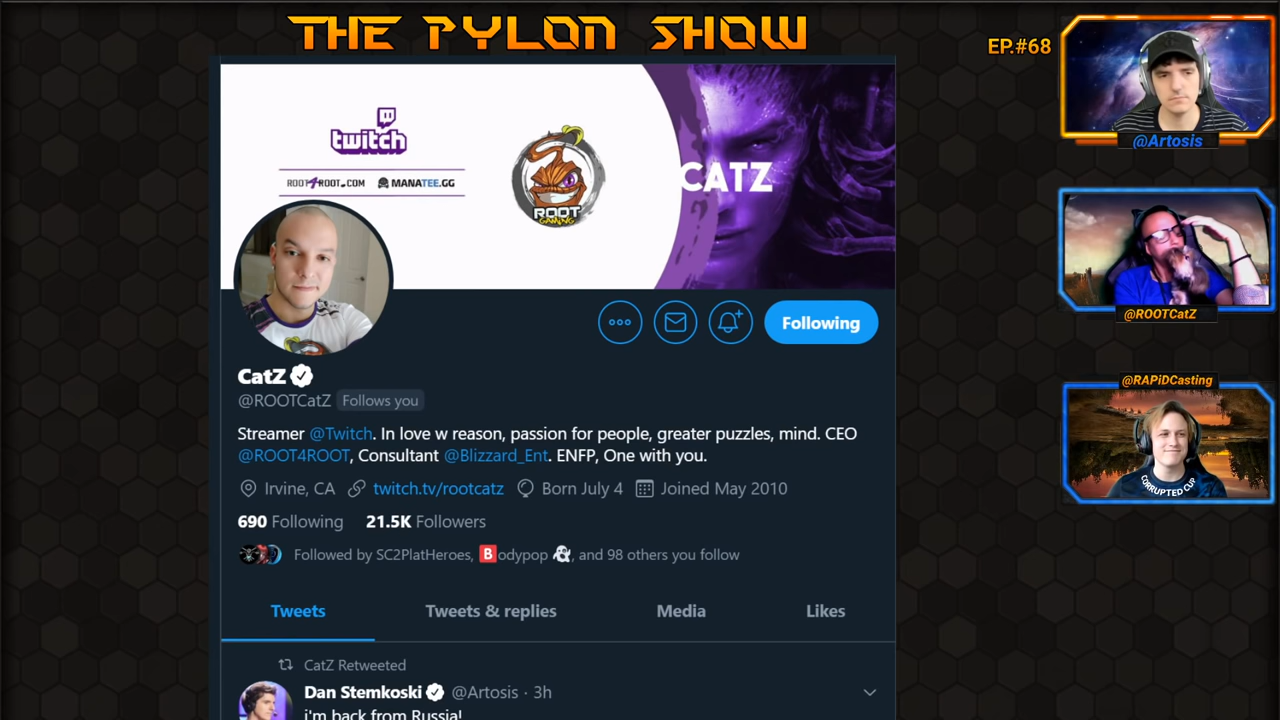 THE PYLON SHOW
EP.#68
@Artosis
twitch
ROOT4ROOT.COM MANATEE.GG
ROOT
GAMING
CATZ
@ROOTCatZ
Following
CatZ
@ROOTCatZ Follows you
@RAPiDCasting
CORRUPTED CUP
Streamer @Twitch. In love w reason, passion for people, greater puzzles, mind. CEO
@ROOT4ROOT, Consultant @Blizzard_Ent. ENFP, One with you.
Irvine, CA twitch.tv/rootcatz Born July 4 Joined May 2010
690 Following 21.5K Followers
Followed by SC2PlatHeroes, 🅱odypop 👻, and 98 others you follow
Tweets Tweets & replies Media Likes
CatZ Retweeted
Dan Stemkoski @Artosis · 3h
i'm back from Russia!